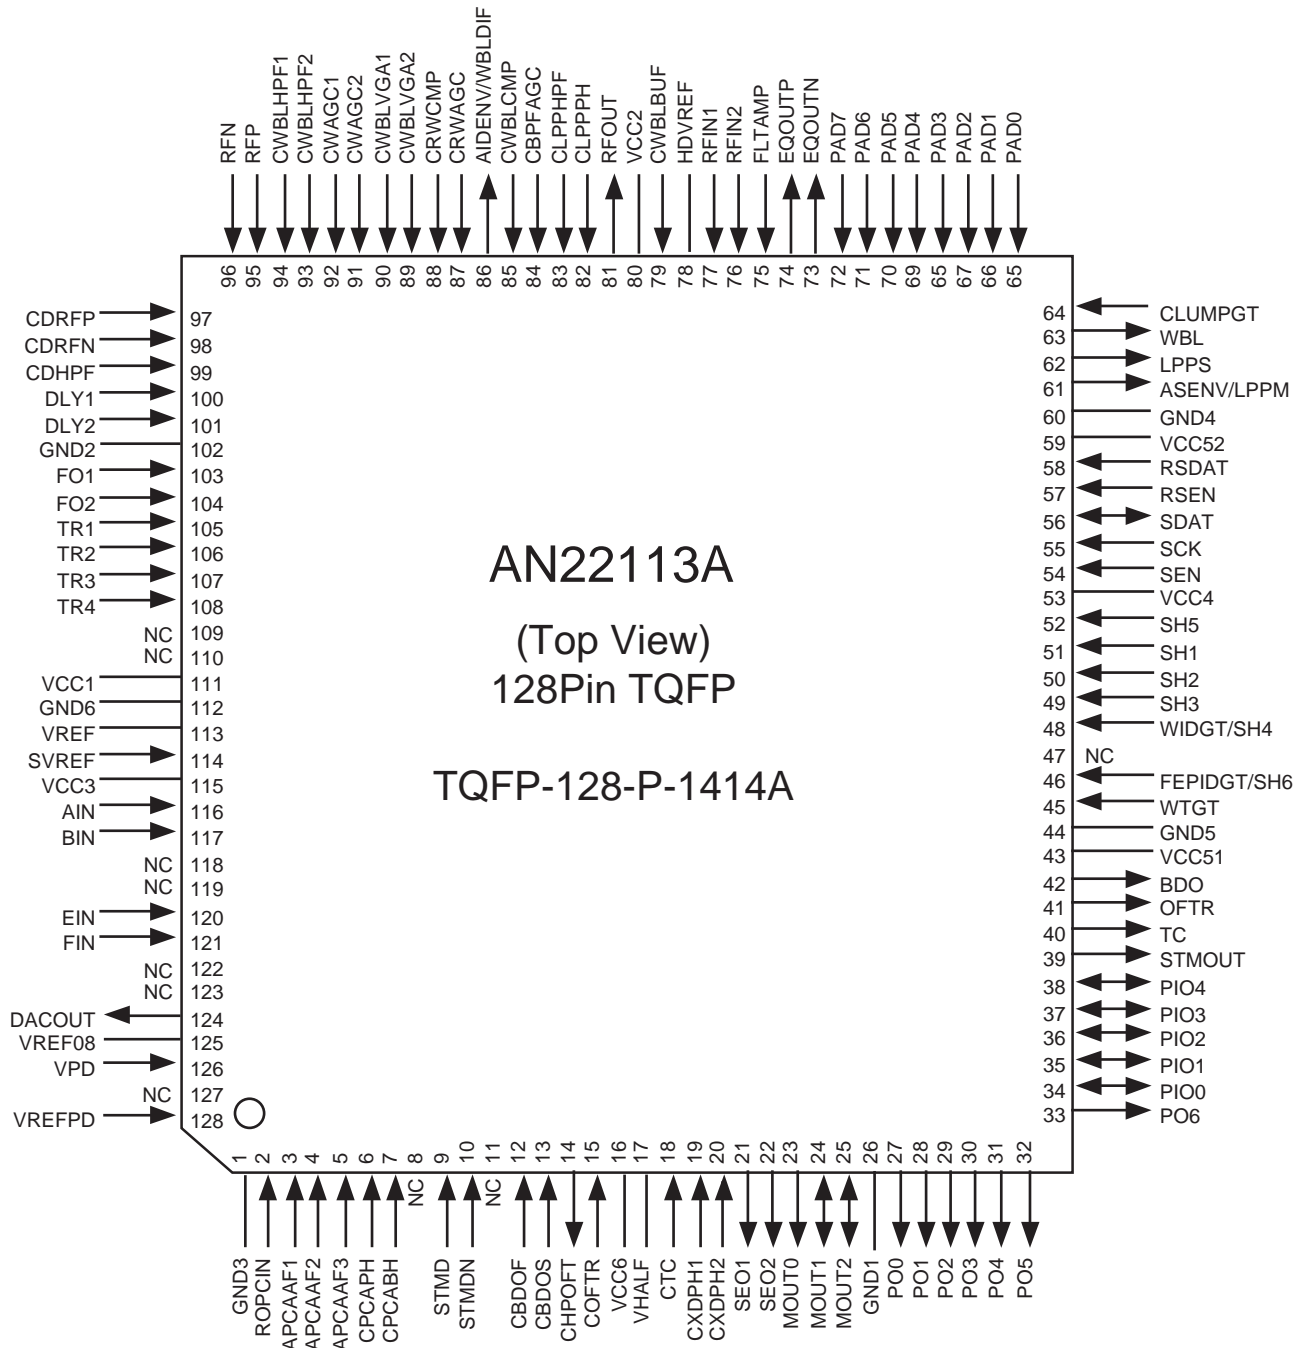 RFN
RFP
CWBLHPF1
CWBLHPF2
CWAGC1
CWAGC2
CWBLVGA1
CWBLVGA2
CRWCMP
CRWAGC
AIDENV/WBLDIF
CWBLCMP
CBPFAGC
CLPPHPF
CLPPPH
RFOUT
VCC2
CWBLBUF
HDVREF
RFIN1
RFIN2
FLTAMP
EQOUTP
EQOUTN
PAD7
PAD6
PAD5
PAD4
PAD3
PAD2
PAD1
PAD0
96
95
94
93
92
91
90
89
88
87
86
85
84
83
82
81
80
79
78
77
76
75
74
73
72
71
70
69
65
67
66
65
CDRFP 97
CDRFN 98
CDHPF 99
DLY1 100
DLY2 101
GND2 102
FO1 103
FO2 104
TR1 105
TR2 106
TR3 107
TR4 108
NC 109
NC 110
VCC1 111
GND6 112
VREF 113
SVREF 114
VCC3 115
AIN 116
BIN 117
NC 118
NC 119
EIN 120
FIN 121
NC 122
NC 123
DACOUT 124
VREF08 125
VPD 126
NC 127
VREFPD 128
AN22113A
(Top View)
128Pin TQFP
TQFP-128-P-1414A
64 CLUMPGT
63 WBL
62 LPPS
61 ASENV/LPPM
60 GND4
59 VCC52
58 RSDAT
57 RSEN
56 SDAT
55 SCK
54 SEN
53 VCC4
52 SH5
51 SH1
50 SH2
49 SH3
48 WIDGT/SH4
47 NC
46 FEPIDGT/SH6
45 WTGT
44 GND5
43 VCC51
42 BDO
41 OFTR
40 TC
39 STMOUT
38 PIO4
37 PIO3
36 PIO2
35 PIO1
34 PIO0
33 PO6
1
2
3
4
5
6
7
8
9
10
11
12
13
14
15
16
17
18
19
20
21
22
23
24
25
26
27
28
29
30
31
32
GND3
ROPCIN
APCAAF1
APCAAF2
APCAAF3
CPCAPH
CPCABH
NC
STMD
STMDN
NC
CBDOF
CBDOS
CHPOFT
COFTR
VCC6
VHALF
CTC
CXDPH1
CXDPH2
SEO1
SEO2
MOUT0
MOUT1
MOUT2
GND1
PO0
PO1
PO2
PO3
PO4
PO5